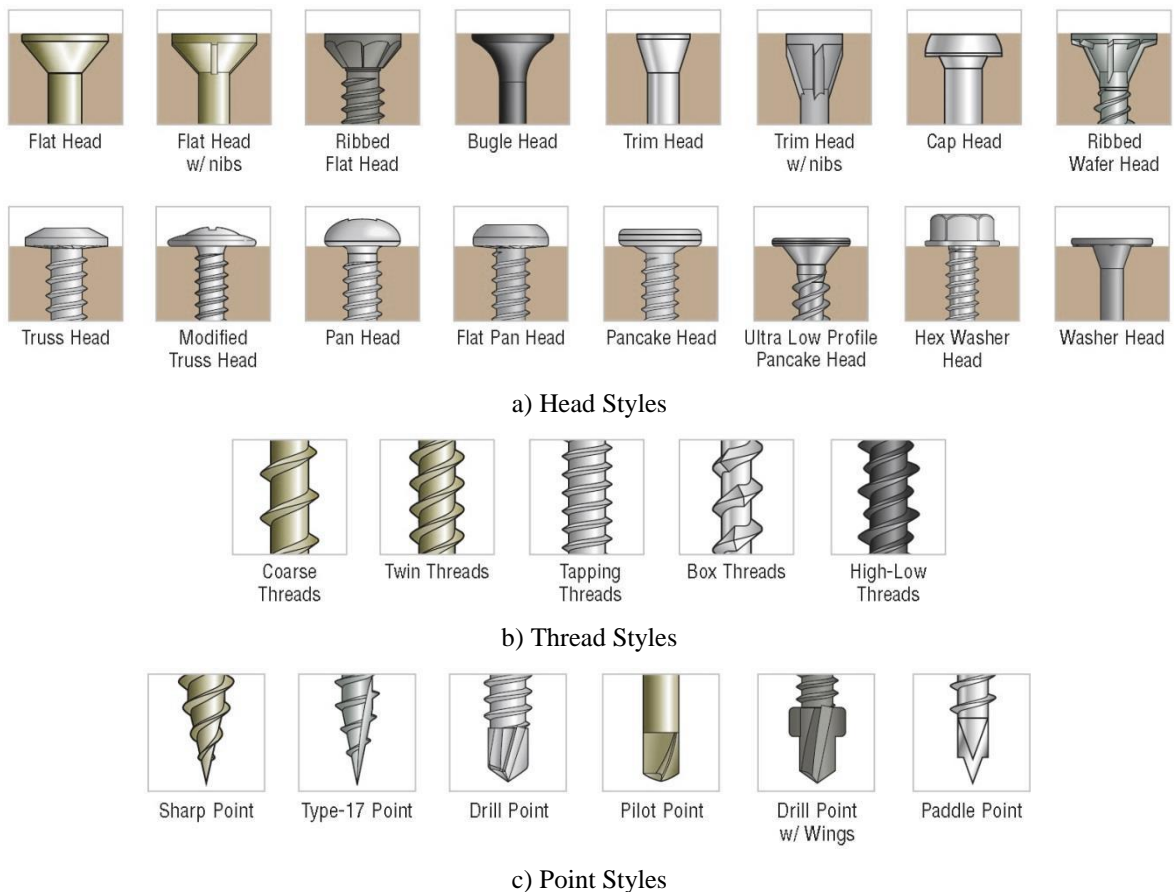 Flat Head
Flat Head
w/ nibs
Ribbed
Flat Head
Bugle Head
Trim Head
Trim Head
w/ nibs
Cap Head
Ribbed
Wafer Head
Truss Head
Modified
Truss Head
Pan Head
Flat Pan Head
Pancake Head
Ultra Low Profile
Pancake Head
Hex Washer
Head
Washer Head
a) Head Styles
Coarse
Threads
Twin Threads
Tapping
Threads
Box Threads
High-Low
Threads
b) Thread Styles
Sharp Point
Type-17 Point
Drill Point
Pilot Point
Drill Point
w/ Wings
Paddle Point
c) Point Styles